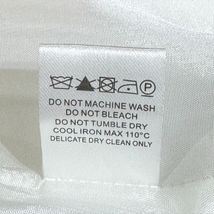 DO NOT MACHINE WASH
DO NOT BLEACH
DO NOT TUMBLE DRY
COOL IRON MAX 110°C
DELICATE DRY CLEAN ONLY